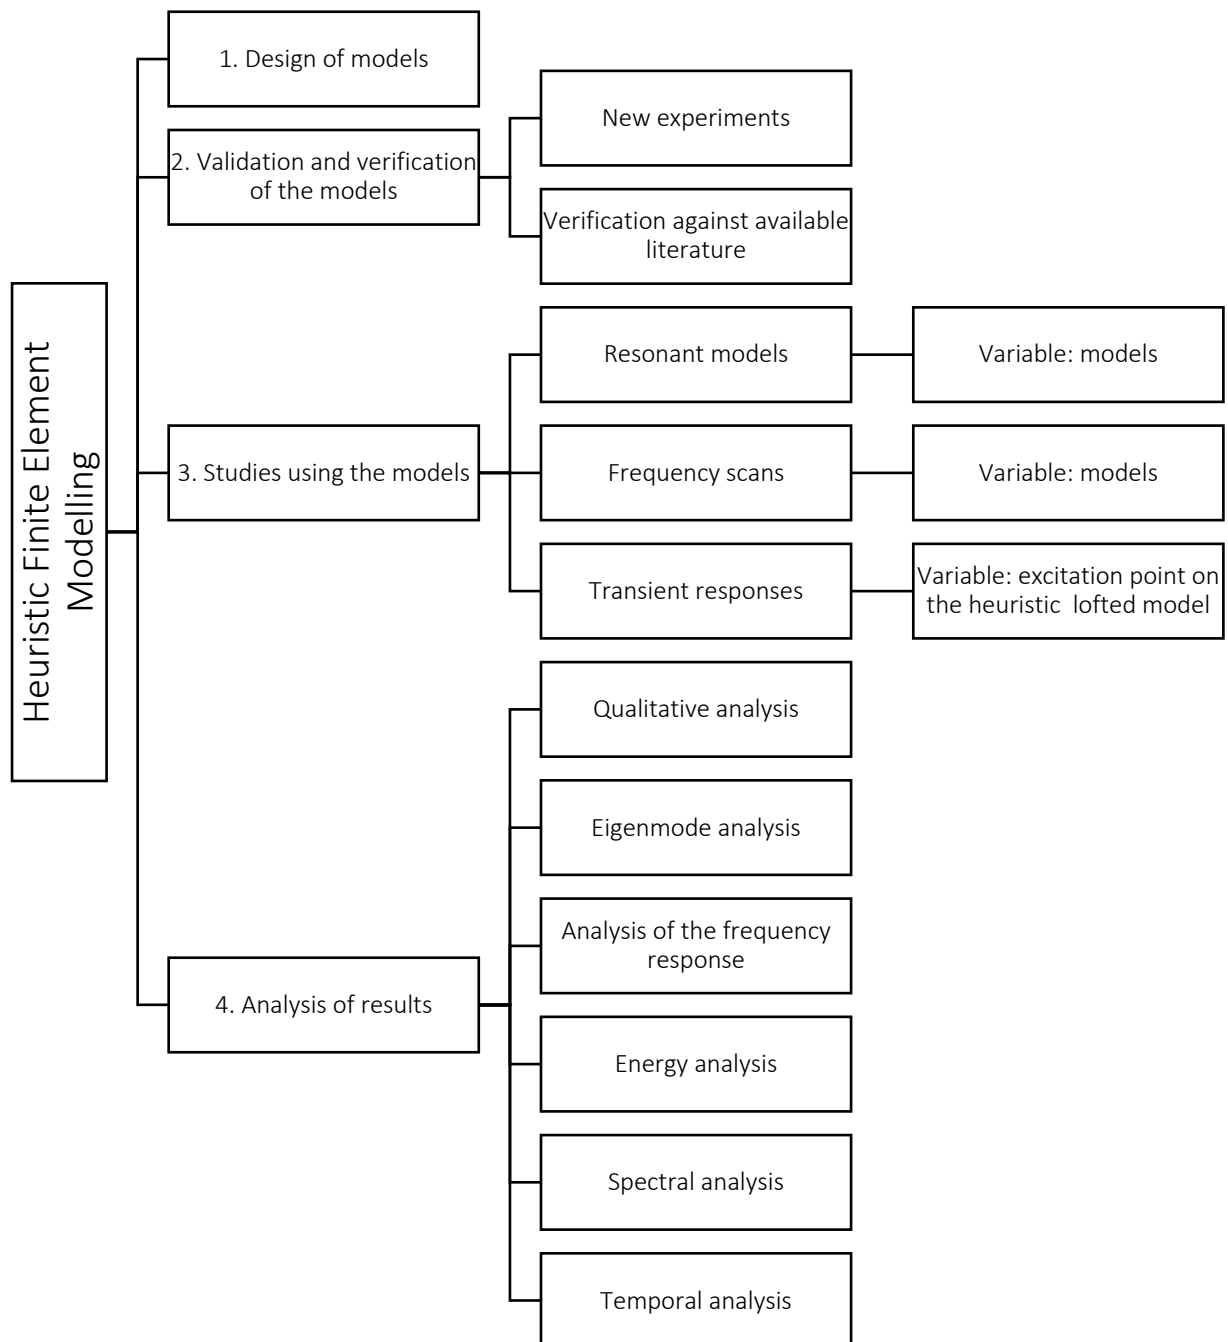 Heuristic Finite Element
Modelling
1. Design of models
2. Validation and verification
of the models
New experiments
Verification against available
literature
3. Studies using the models
Resonant models
Variable: models
Frequency scans
Variable: models
Transient responses
Variable: excitation point on
the heuristic lofted model
4. Analysis of results
Qualitative analysis
Eigenmode analysis
Analysis of the frequency
response
Energy analysis
Spectral analysis
Temporal analysis